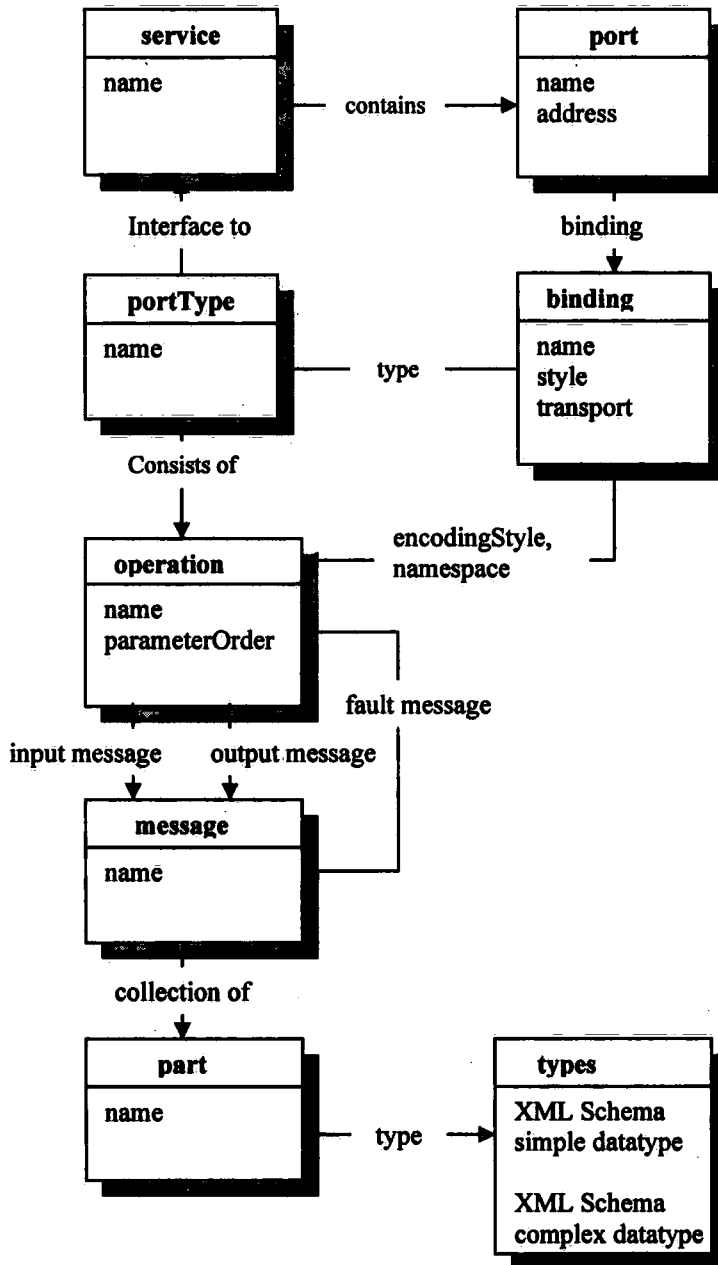 service
name
contains
port
name
address
Interface to
binding
portType
name
type
binding
name
style
transport
Consists of
operation
name
parameterOrder
encodingStyle,
namespace
fault message
input message
output message
message
name
collection of
part
name
type
types
XML Schema
simple datatype
XML Schema
complex datatype